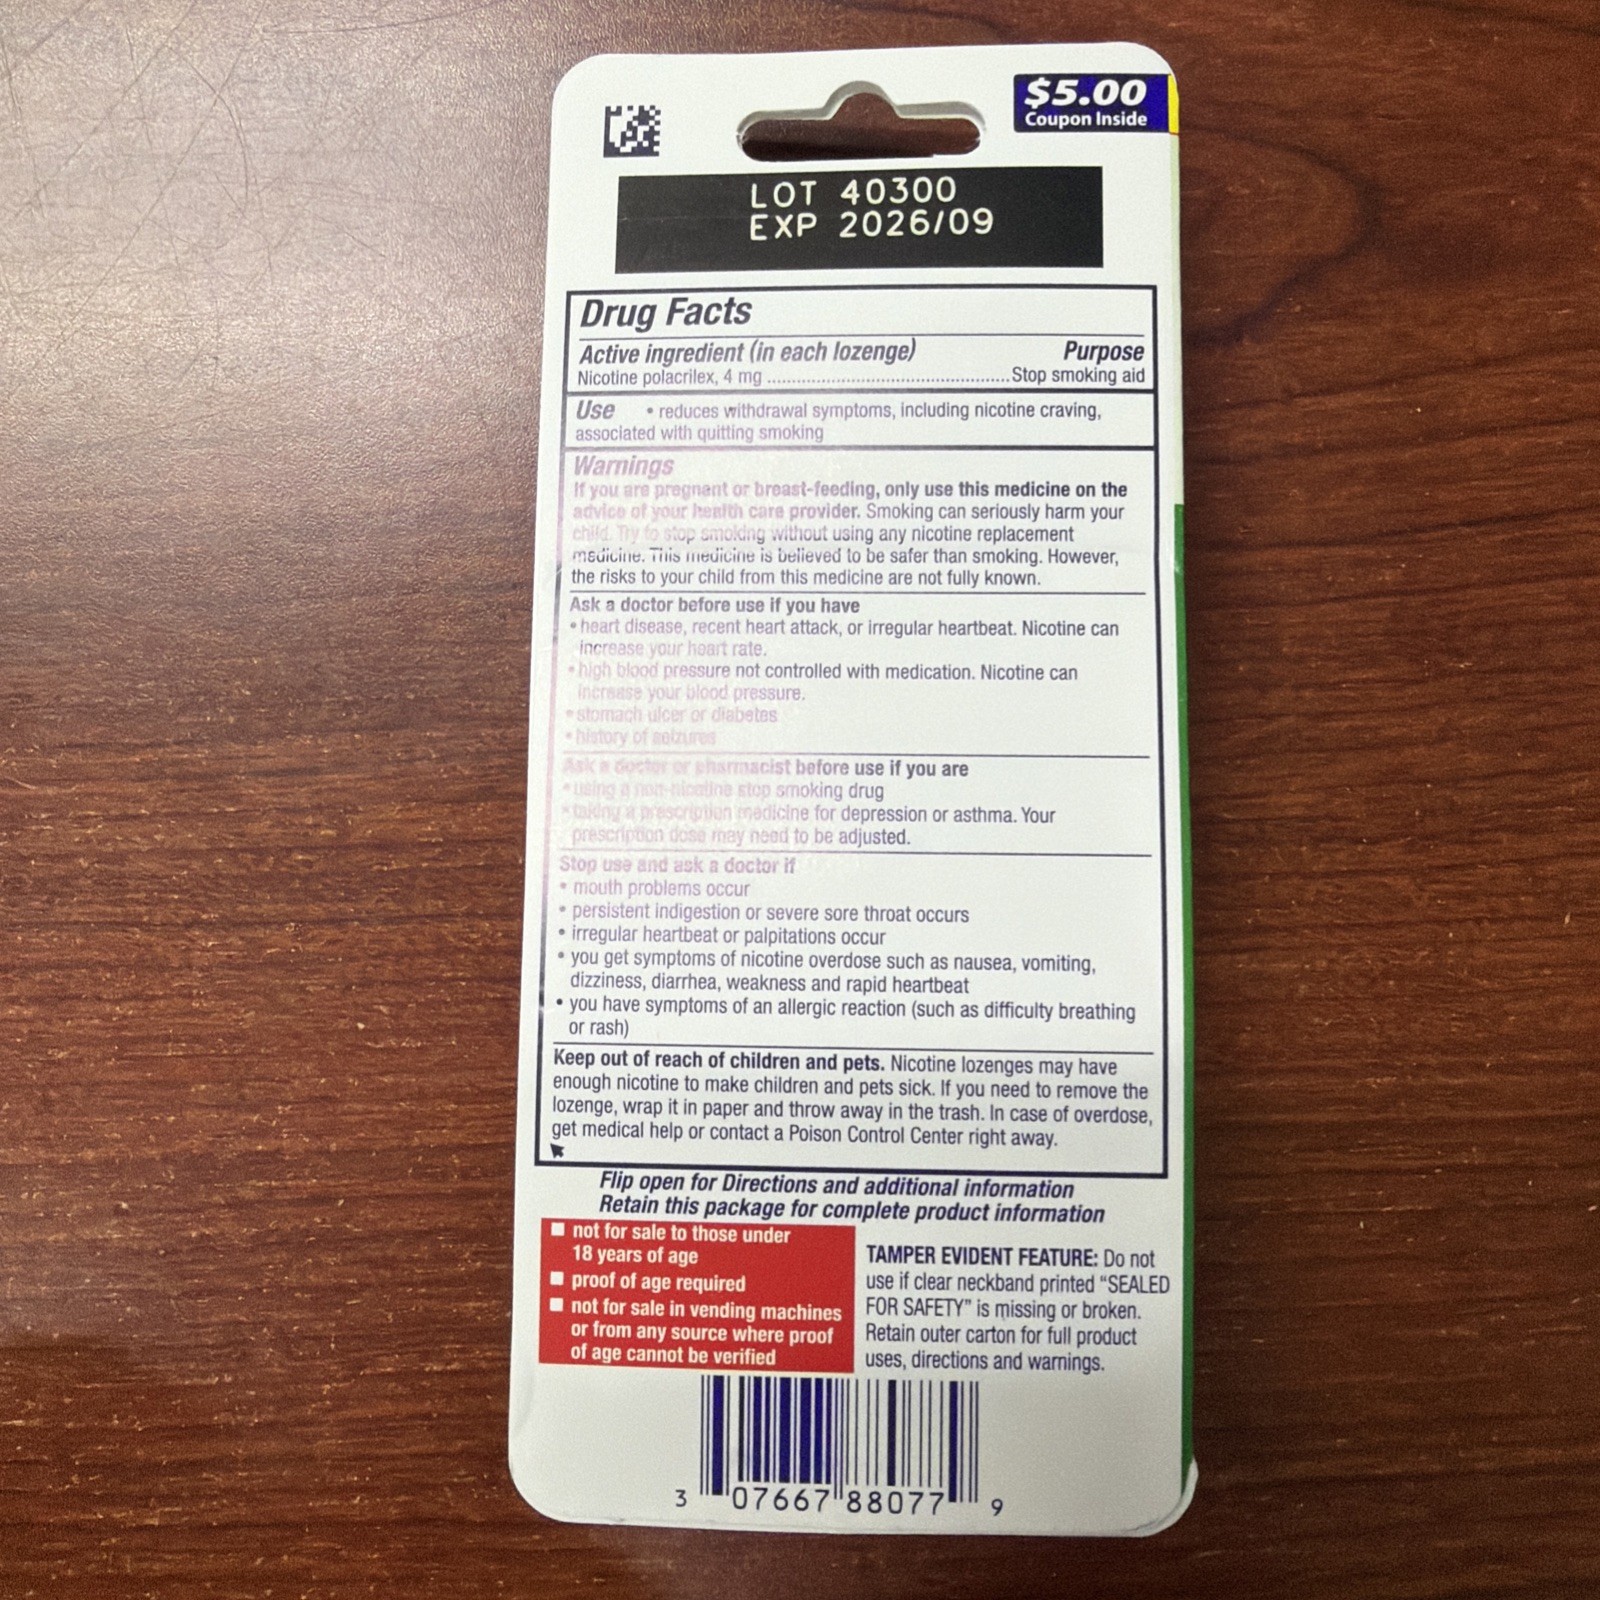 $5.00
Coupon Inside
LOT 40300
EXP 2026/09
Drug Facts
Active ingredient (in each lozenge) Purpose
Nicotine polacrilex, 4 mg ................................................ Stop smoking aid
Use • reduces withdrawal symptoms, including nicotine craving,
associated with quitting smoking
Warnings
If you are pregnant or breast-feeding, only use this medicine on the
advice of your health care provider. Smoking can seriously harm your
child. Try to stop smoking without using any nicotine replacement
medicine. This medicine is believed to be safer than smoking. However,
the risks to your child from this medicine are not fully known.
Ask a doctor before use if you have
• heart disease, recent heart attack, or irregular heartbeat. Nicotine can
increase your heart rate.
• high blood pressure not controlled with medication. Nicotine can
increase your blood pressure.
• stomach ulcer or diabetes
• history of seizures
Ask a doctor or pharmacist before use if you are
• using a non-nicotine stop smoking drug
• taking a prescription medicine for depression or asthma. Your
prescription dose may need to be adjusted.
Stop use and ask a doctor if
• mouth problems occur
• persistent indigestion or severe sore throat occurs
• irregular heartbeat or palpitations occur
• you get symptoms of nicotine overdose such as nausea, vomiting,
dizziness, diarrhea, weakness and rapid heartbeat
• you have symptoms of an allergic reaction (such as difficulty breathing
or rash)
Keep out of reach of children and pets. Nicotine lozenges may have
enough nicotine to make children and pets sick. If you need to remove the
lozenge, wrap it in paper and throw away in the trash. In case of overdose,
get medical help or contact a Poison Control Center right away.
Flip open for Directions and additional information
Retain this package for complete product information
■ not for sale to those under
18 years of age
■ proof of age required
■ not for sale in vending machines
or from any source where proof
of age cannot be verified
TAMPER EVIDENT FEATURE: Do not
use if clear neckband printed “SEALED
FOR SAFETY” is missing or broken.
Retain outer carton for full product
uses, directions and warnings.
3 07667 88077 9